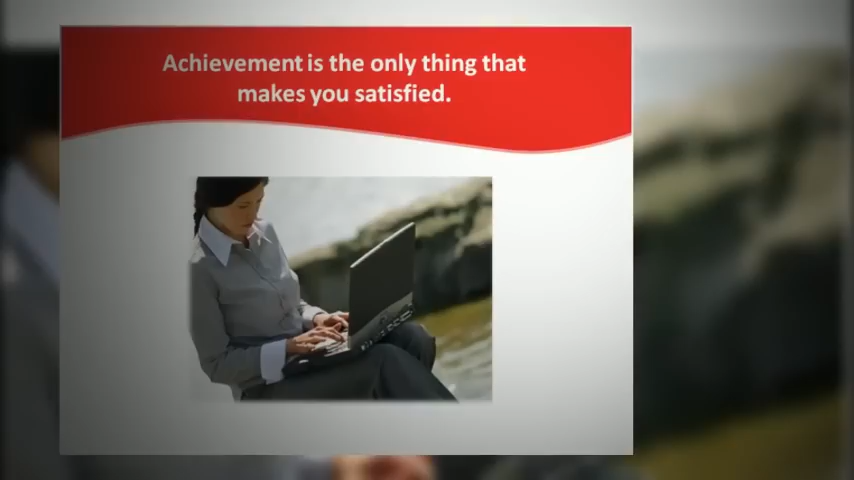 Achievement is the only thing that
makes you satisfied.